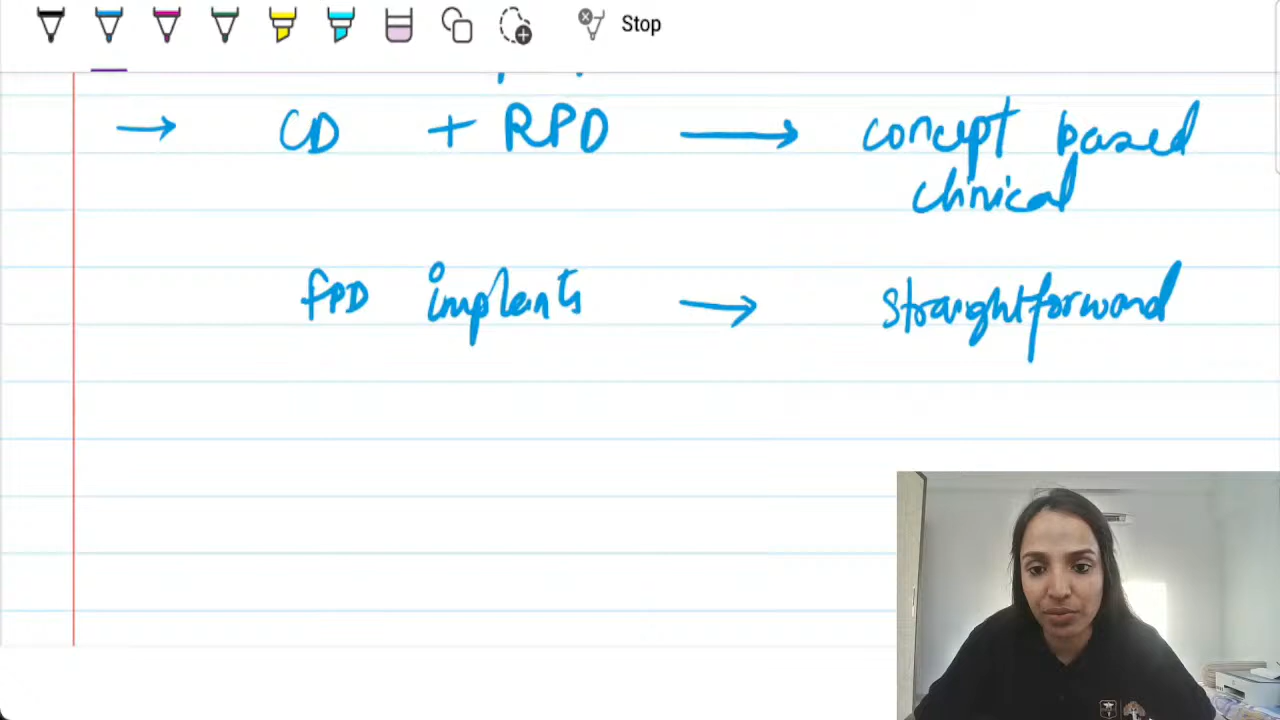 Stop
→ CD + RPD → concept based
clinical
fPD implants → straightforward